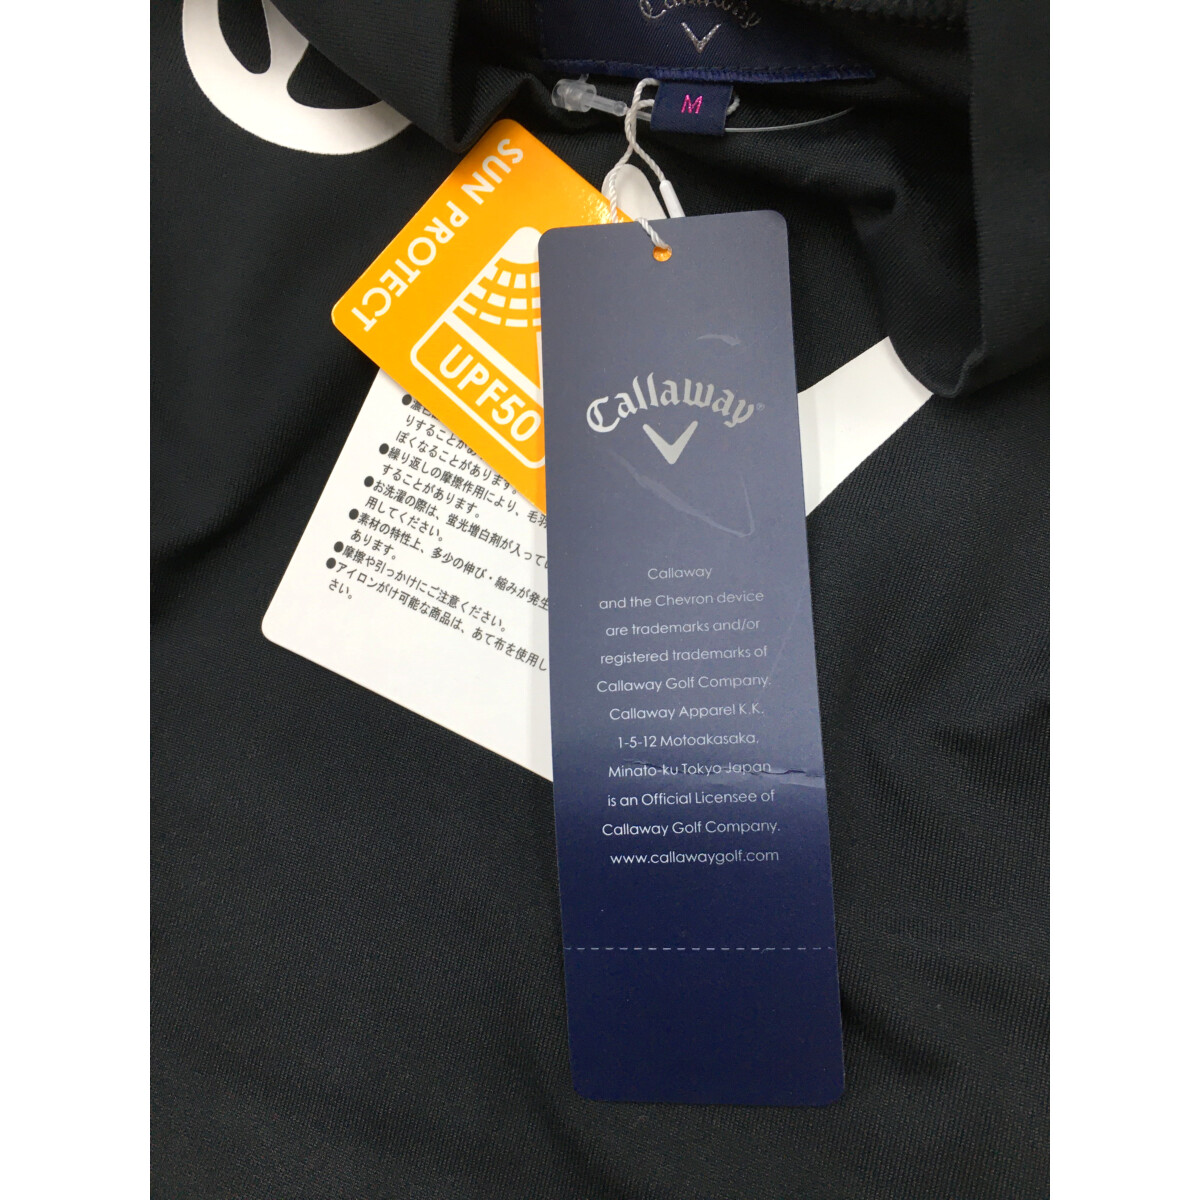 Callaway
M
SUN PROTECT
UPF50
りすることが
ぽくなることがあります。
●繰り返しの摩擦作用により、毛羽
することがあります。
●お洗濯の際は、蛍光増白剤が入って
用してください。
●素材の特性上、多少の伸び・縮みが発生
あります。
●摩擦や引っかけにご注意ください。
●アイロンがけ可能な商品は、あて布を使用し
さい。
Callaway®
Callaway
and the Chevron device
are trademarks and/or
registered trademarks of
Callaway Golf Company.
Callaway Apparel K.K.
1-5-12 Motoakasaka,
Minato-ku Tokyo Japan
is an Official Licensee of
Callaway Golf Company.
www.callawaygolf.com